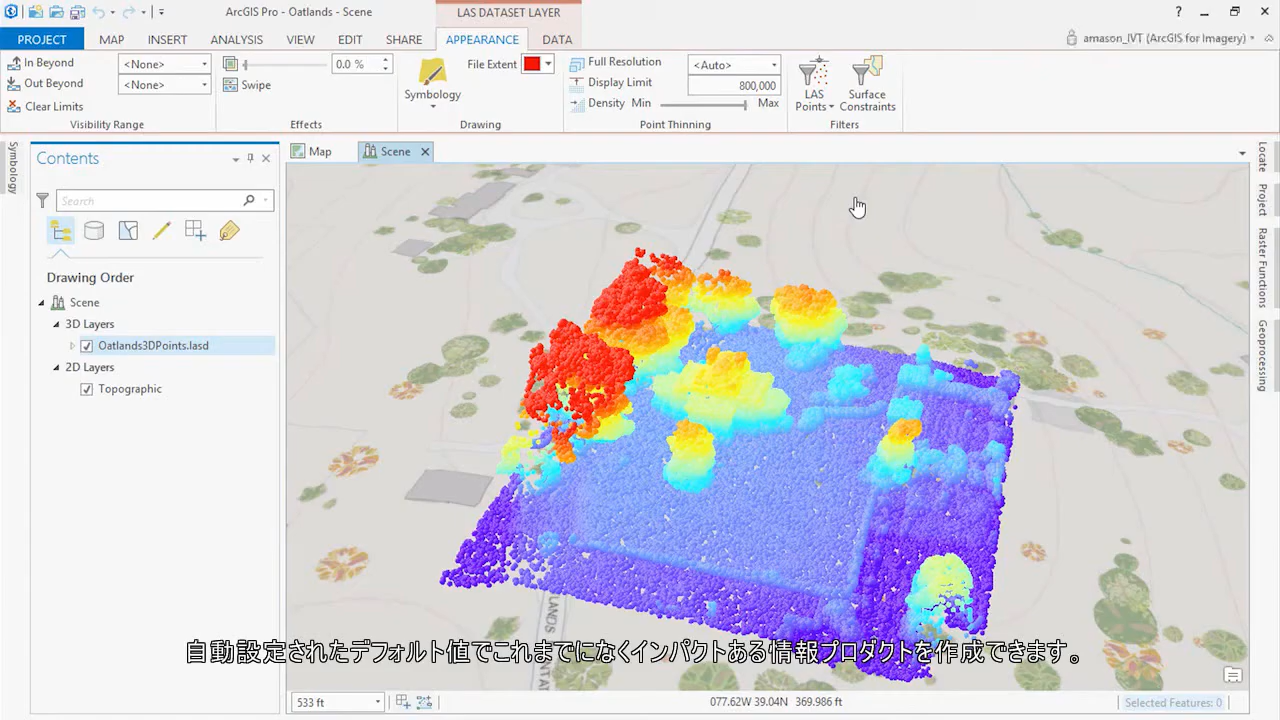 ArcGIS Pro - Oatlands - Scene
LAS DATASET LAYER
?
PROJECT MAP INSERT ANALYSIS VIEW EDIT SHARE APPEARANCE DATA
arnason_IVT (ArcGIS for Imagery)
In Beyond <None>
Out Beyond <None>
Clear Limits
Visibility Range
0.0 %
Swipe
Effects
Symbology
File Extent
Drawing
Full Resolution <Auto>
Display Limit 800,000
Density Min Max
Point Thinning
LAS Points
Surface Constraints
Filters
Symbology
Contents
Search
Drawing Order
Scene
3D Layers
Oatlands3DPoints.lasd
2D Layers
Topographic
Map
Scene
Locate
Project
Raster Functions
Geoprocessing
自動設定されたデフォルト値でこれまでになくインパクトある情報プロダクトを作成できます。
533 ft
077.62W 39.04N 369.986 ft
Selected Features: 0